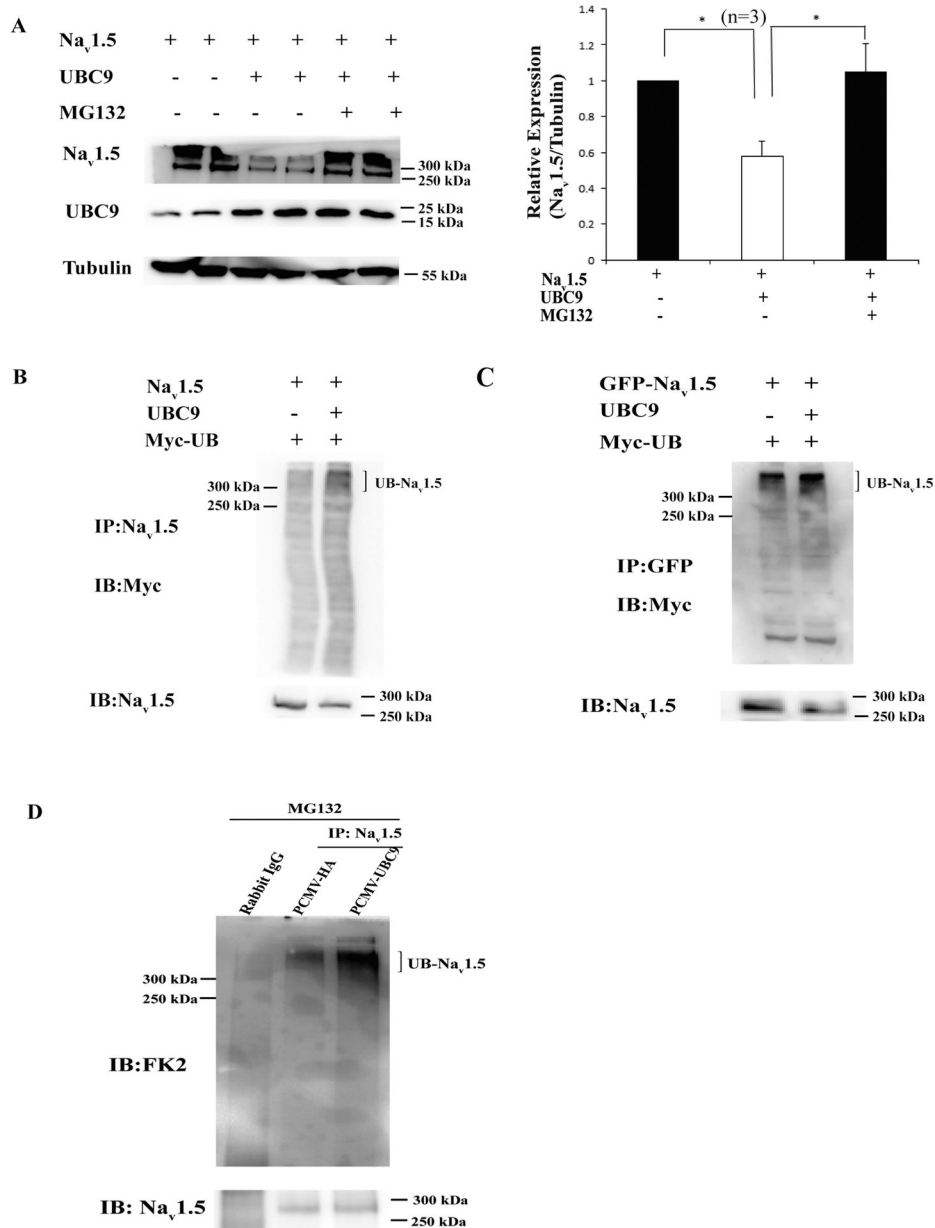 A
Naᵥ1.5 + + + + + +
UBC9 - - + + + +
MG132 - - - - + +
Naᵥ1.5
300 kDa
250 kDa
UBC9
25 kDa
15 kDa
Tubulin
55 kDa
* (n=3) *
Relative Expression
(Naᵥ1.5/Tubulin)
1.4
1.2
1
0.8
0.6
0.4
0.2
0
Naᵥ1.5 + + +
UBC9 - + +
MG132 - - +
B
Naᵥ1.5 + +
UBC9 - +
Myc-UB + +
300 kDa
250 kDa
UB-Naᵥ1.5
IP:Naᵥ1.5
IB:Myc
IB:Naᵥ1.5
300 kDa
250 kDa
C
GFP-Naᵥ1.5 + +
UBC9 - +
Myc-UB + +
300 kDa
250 kDa
UB-Naᵥ1.5
IP:GFP
IB:Myc
IB:Naᵥ1.5
300 kDa
250 kDa
D
MG132
IP: Naᵥ1.5
Rabbit IgG
PCMV-HA
PCMV-UBC9
UB-Naᵥ1.5
300 kDa
250 kDa
IB:FK2
IB: Naᵥ1.5
300 kDa
250 kDa